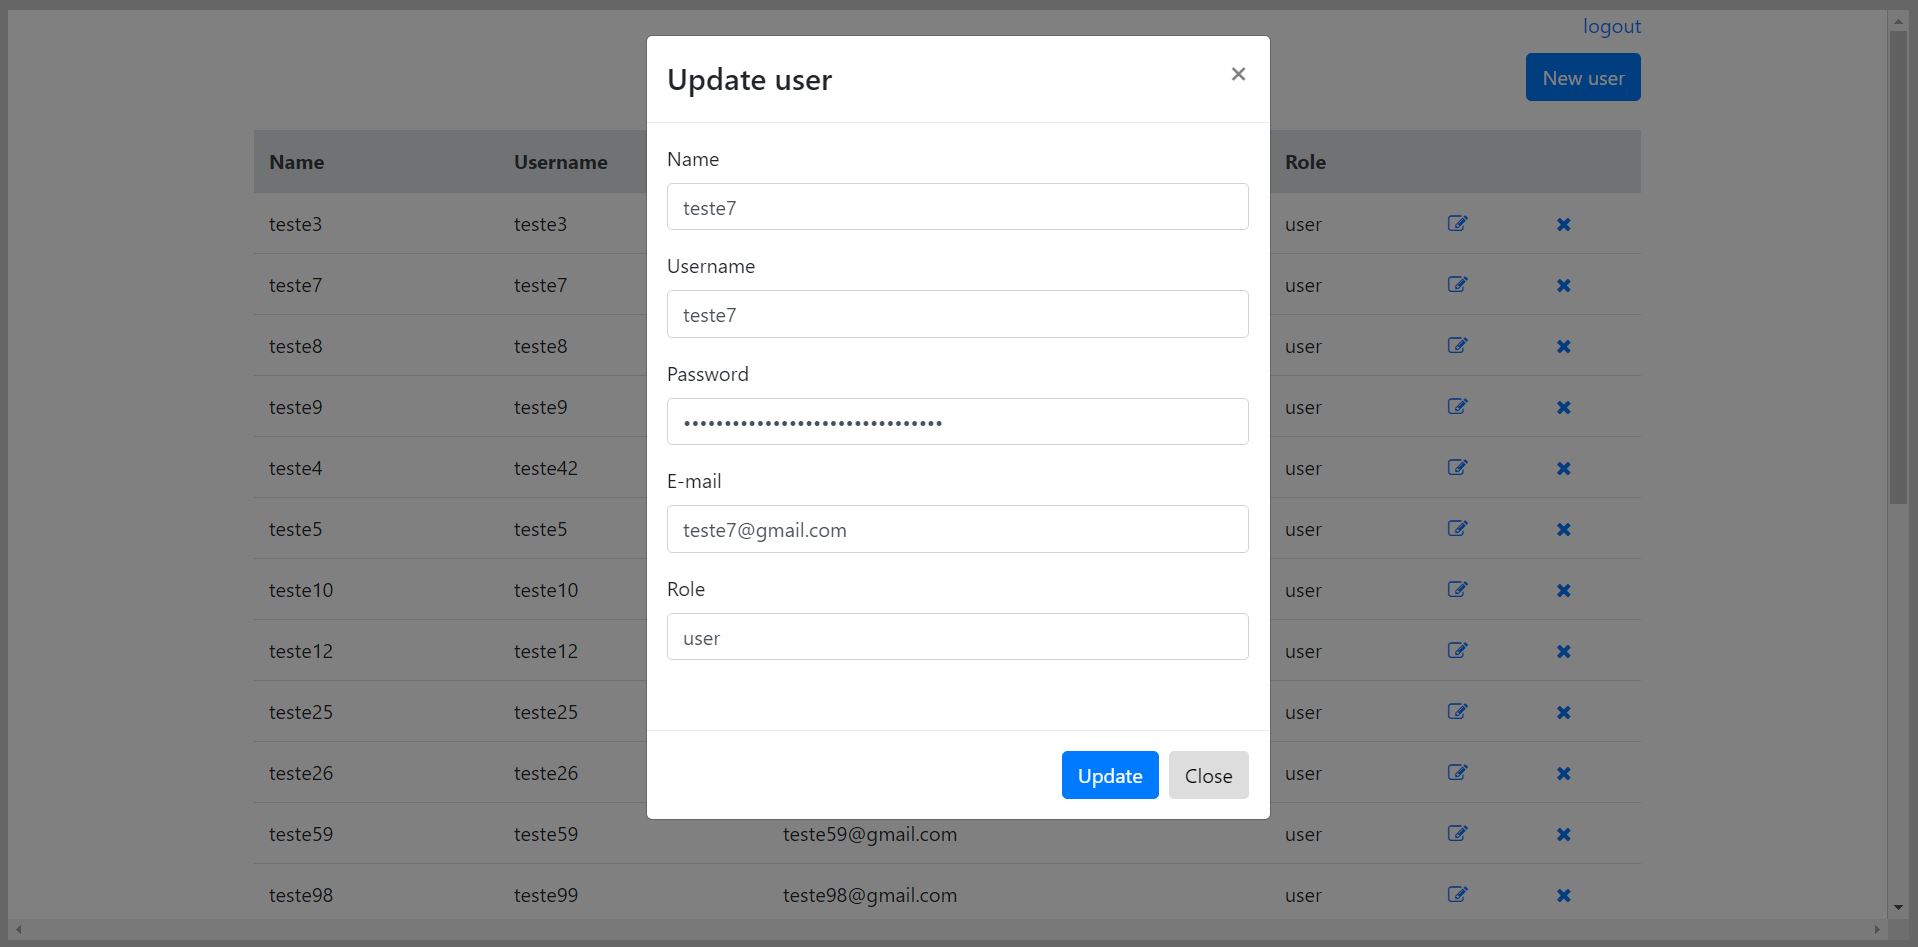 logout
New user
Update user
×
Name
teste7
Username
teste7
Password
••••••••••••••••••••••••••••••••
E-mail
teste7@gmail.com
Role
user
Update Close
Name Username Role
teste3 teste3 user
teste7 teste7 user
teste8 teste8 user
teste9 teste9 user
teste4 teste42 user
teste5 teste5 user
teste10 teste10 user
teste12 teste12 user
teste25 teste25 user
teste26 teste26 user
teste59 teste59 teste59@gmail.com user
teste98 teste99 teste98@gmail.com user